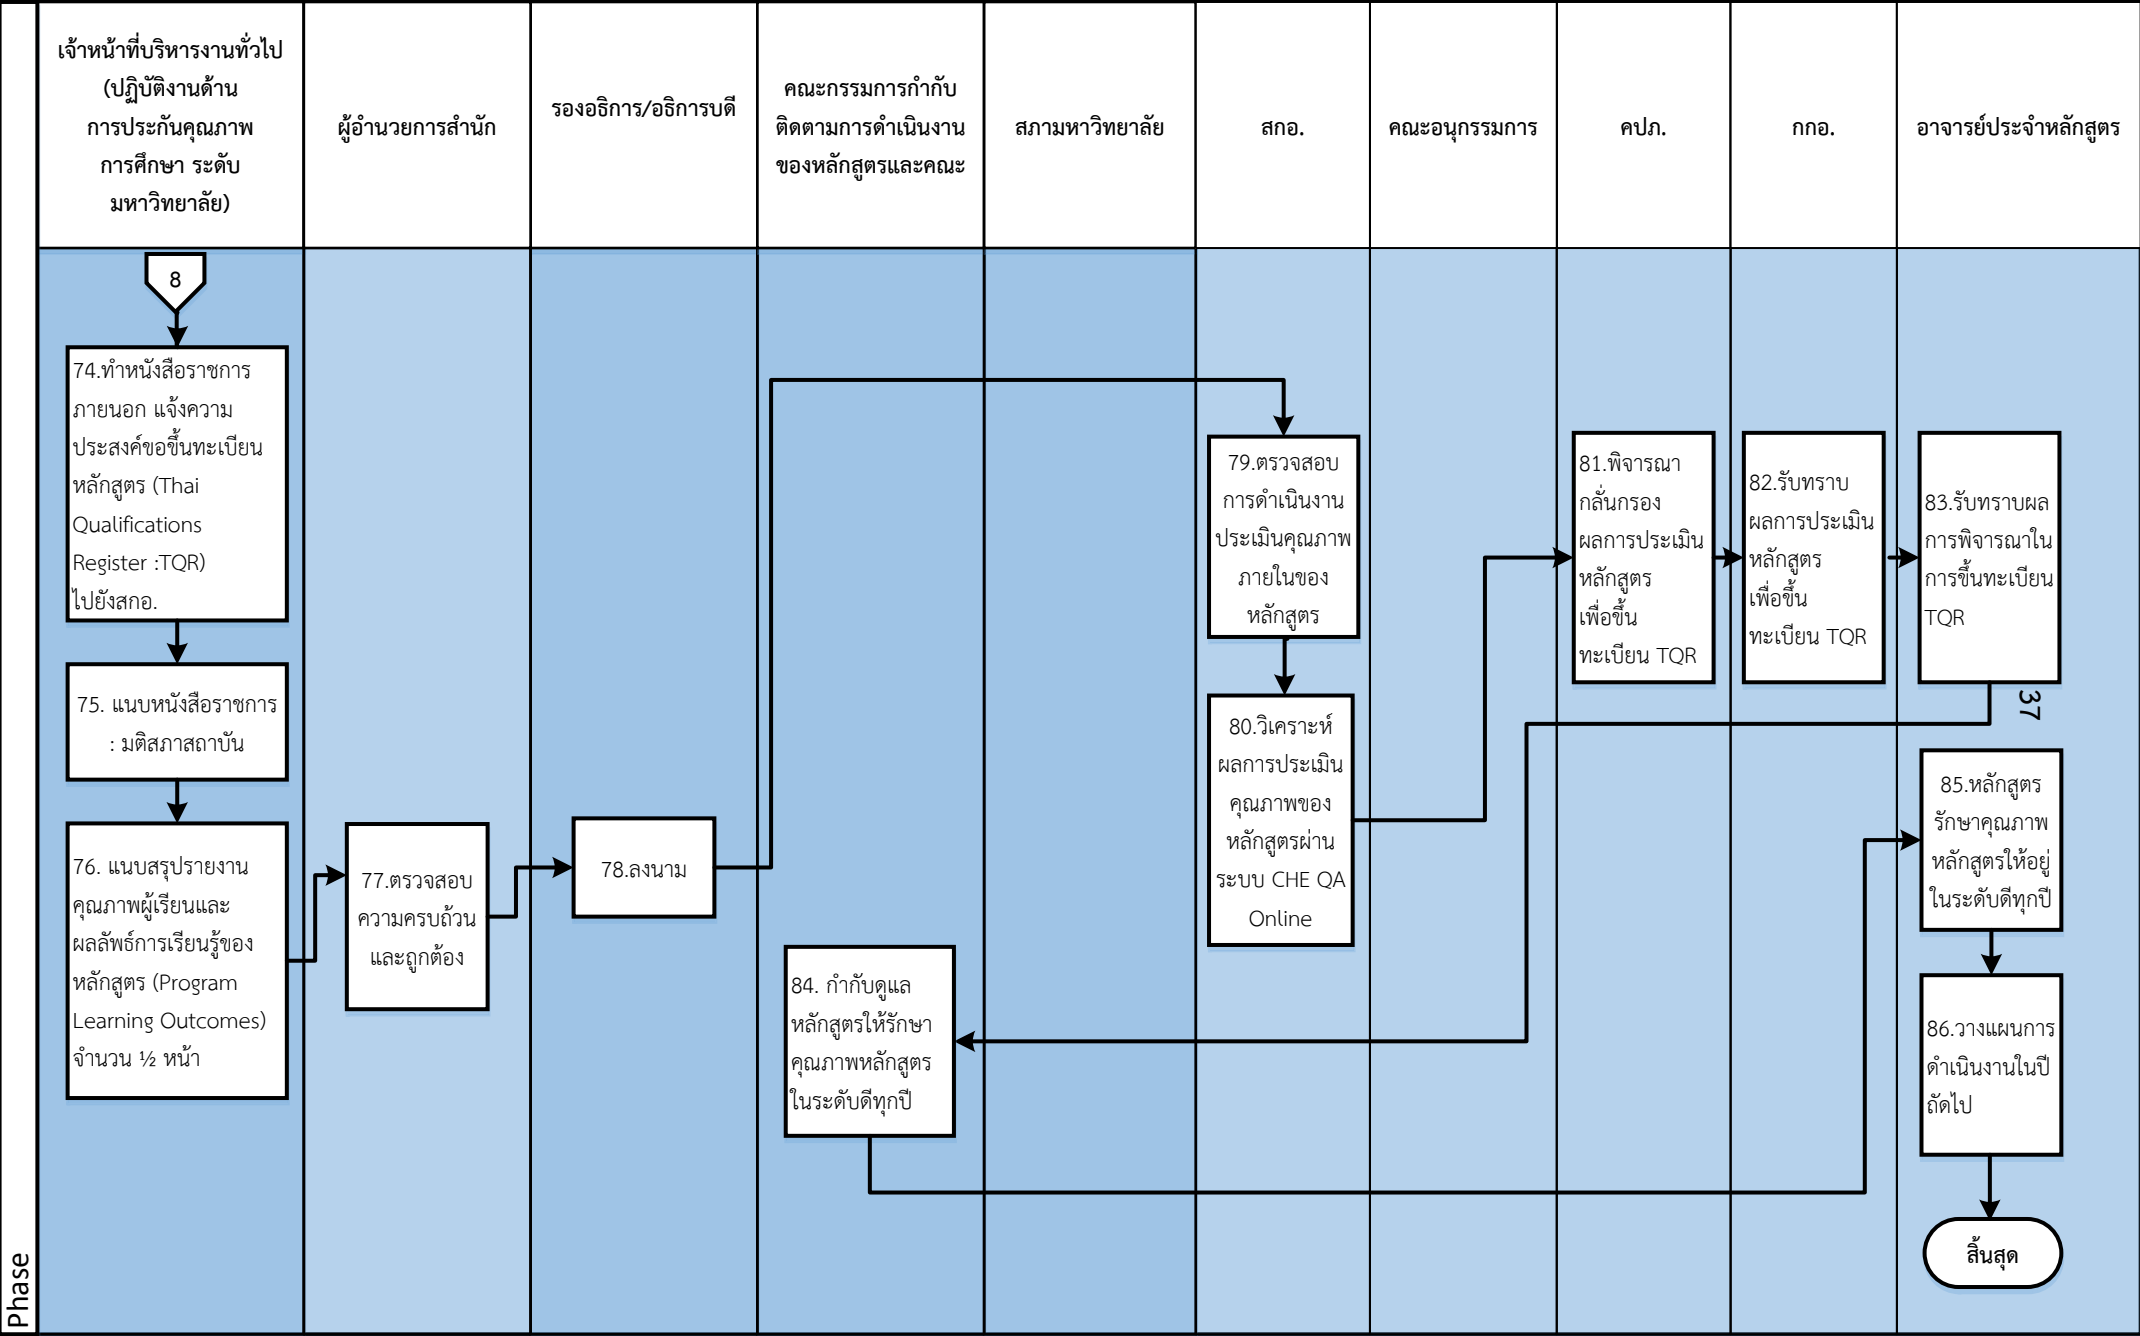 เจ้าหน้าที่บริหารงานทั่วไป
(ปฏิบัติงานด้าน
การประกันคุณภาพ
การศึกษา ระดับ
มหาวิทยาลัย)
ผู้อำนวยการสำนัก
รองอธิการ/อธิการบดี
คณะกรรมการกำกับ
ติดตามการดำเนินงาน
ของหลักสูตรและคณะ
สภามหาวิทยาลัย
สกอ.
คณะอนุกรรมการ
คปภ.
กกอ.
อาจารย์ประจำหลักสูตร
8
74.ทำหนังสือราชการ
ภายนอก แจ้งความ
ประสงค์ขอขึ้นทะเบียน
หลักสูตร (Thai
Qualifications
Register :TQR)
ไปยังสกอ.
75. แนบหนังสือราชการ
: มติสภาสถาบัน
76. แนบสรุปรายงาน
คุณภาพผู้เรียนและ
ผลลัพธ์การเรียนรู้ของ
หลักสูตร (Program
Learning Outcomes)
จำนวน ½ หน้า
77.ตรวจสอบ
ความครบถ้วน
และถูกต้อง
78.ลงนาม
79.ตรวจสอบ
การดำเนินงาน
ประเมินคุณภาพ
ภายในของ
หลักสูตร
80.วิเคราะห์
ผลการประเมิน
คุณภาพของ
หลักสูตรผ่าน
ระบบ CHE QA
Online
81.พิจารณา
กลั่นกรอง
ผลการประเมิน
หลักสูตร
เพื่อขึ้น
ทะเบียน TQR
82.รับทราบ
ผลการประเมิน
หลักสูตร
เพื่อขึ้น
ทะเบียน TQR
83.รับทราบผล
การพิจารณาใน
การขึ้นทะเบียน
TQR
37
84. กำกับดูแล
หลักสูตรให้รักษา
คุณภาพหลักสูตร
ในระดับดีทุกปี
85.หลักสูตร
รักษาคุณภาพ
หลักสูตรให้อยู่
ในระดับดีทุกปี
86.วางแผนการ
ดำเนินงานในปี
ถัดไป
สิ้นสุด
Phase